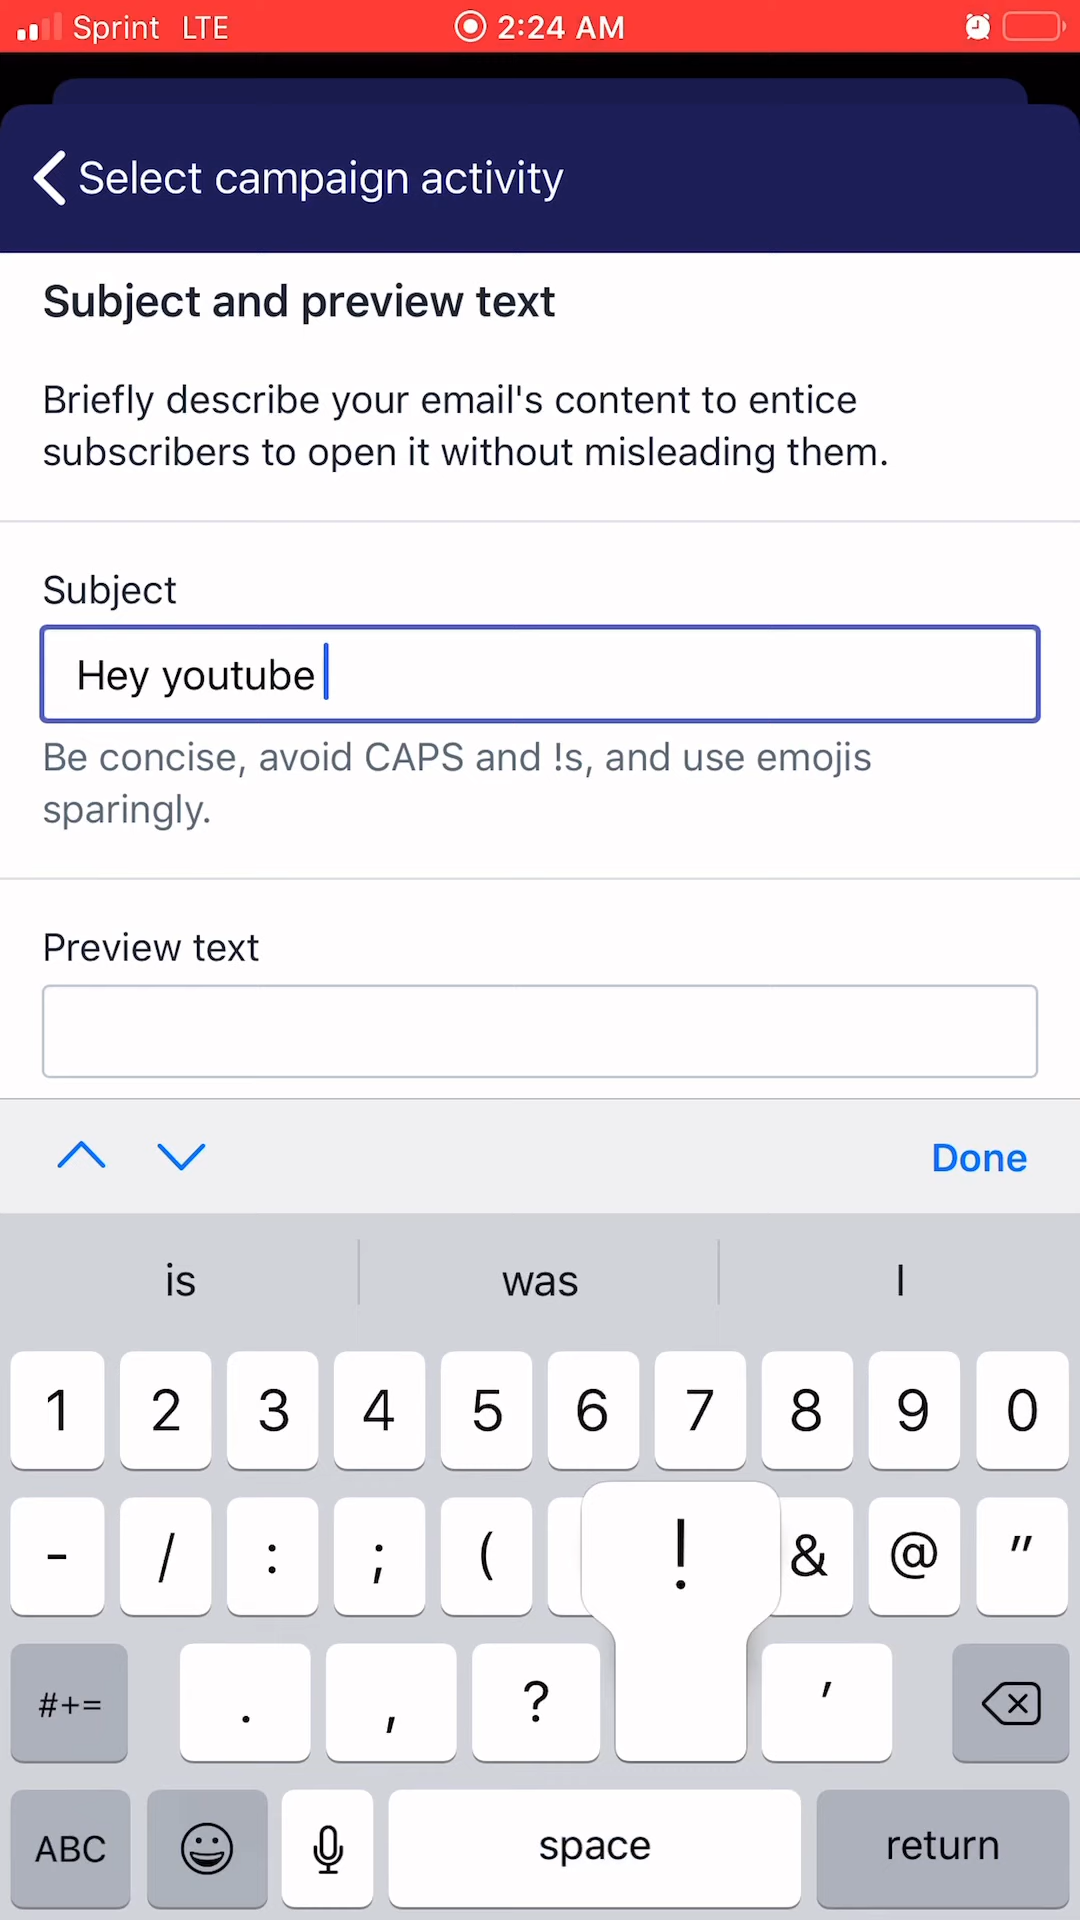 Sprint LTE 2:24 AM
Select campaign activity
Subject and preview text
Briefly describe your email's content to entice
subscribers to open it without misleading them.
Subject
Hey youtube
Be concise, avoid CAPS and !s, and use emojis
sparingly.
Preview text
Done
is was I
1 2 3 4 5 6 7 8 9 0
- / : ; ( ! & @ "
#+= . , ? '
ABC space return